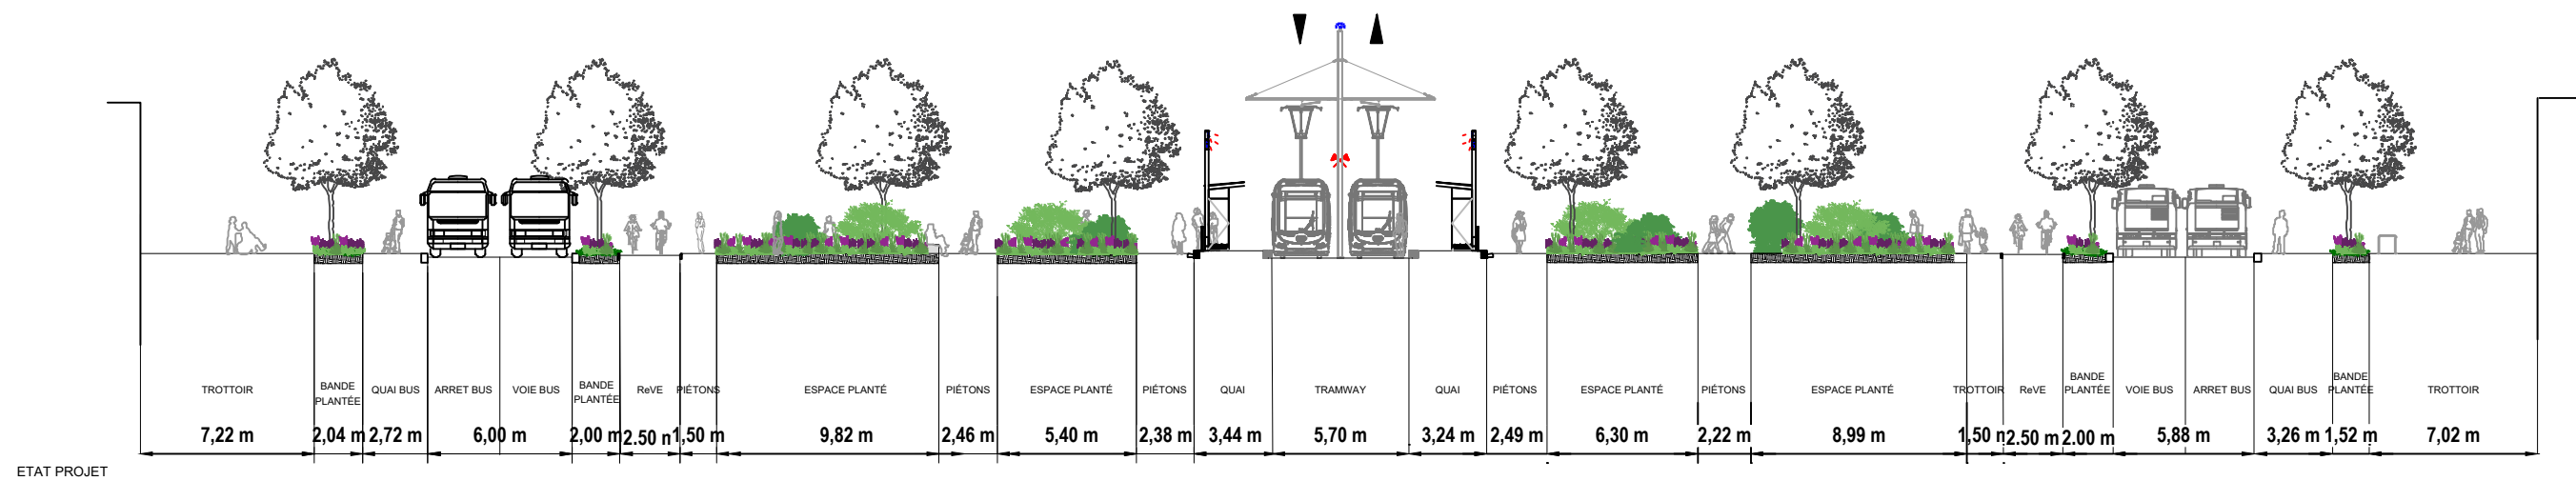 TROTTOIR
BANDE
PLANTÉE
QUAI BUS
ARRET BUS
VOIE BUS
BANDE
PLANTÉE
ReVE
PIÉTONS
ESPACE PLANTÉ
PIÉTONS
ESPACE PLANTÉ
PIÉTONS
QUAI
TRAMWAY
QUAI
PIÉTONS
ESPACE PLANTÉ
PIÉTONS
ESPACE PLANTÉ
TROTTOIR
ReVE
BANDE
PLANTÉE
VOIE BUS
ARRET BUS
QUAI BUS
BANDE
PLANTÉE
TROTTOIR
7,22 m
2,04 m
2,72 m
6,00 m
2,00 m
2.50 n
1,50 m
9,82 m
2,46 m
5,40 m
2,38 m
3,44 m
5,70 m
3,24 m
2,49 m
6,30 m
2,22 m
8,99 m
1,50 n
2.50 m
2.00 m
5,88 m
3,26 m
1,52 m
7,02 m
ETAT PROJET